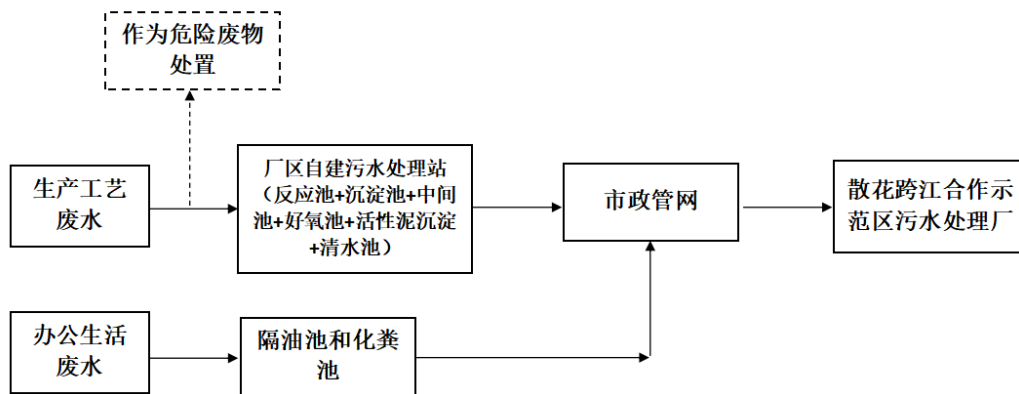 作为危险废物
处置
生产工艺
废水
厂区自建污水处理站
（反应池+沉淀池+中间
池+好氧池+活性泥沉淀
+清水池）
市政管网
散花跨江合作示
范区污水处理厂
办公生活
废水
隔油池和化粪
池